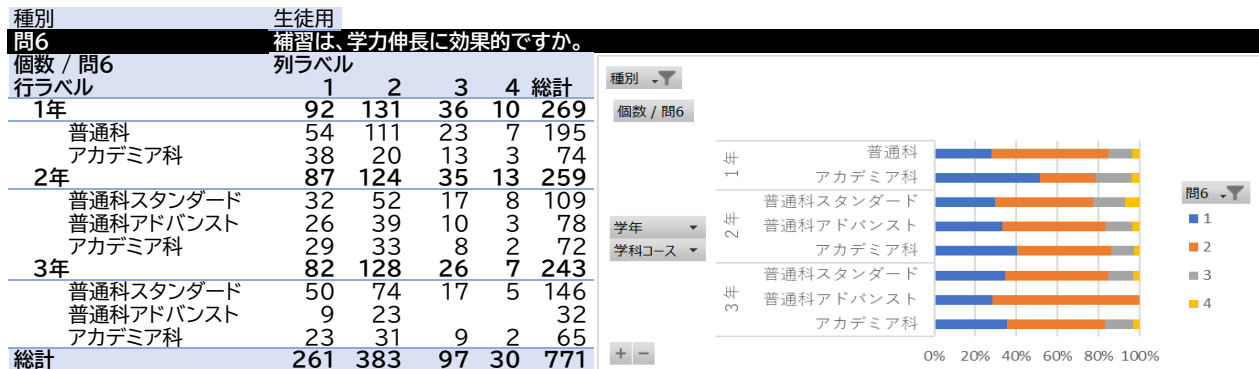 種別 生徒用
問6 補習は、学力伸長に効果的ですか。
個数 / 問6 列ラベル
行ラベル 1 2 3 4 総計
1年 92 131 36 10 269
普通科 54 111 23 7 195
アカデミア科 38 20 13 3 74
2年 87 124 35 13 259
普通科スタンダード 32 52 17 8 109
普通科アドバンスト 26 39 10 3 78
アカデミア科 29 33 8 2 72
3年 82 128 26 7 243
普通科スタンダード 50 74 17 5 146
普通科アドバンスト 9 23 32
アカデミア科 23 31 9 2 65
総計 261 383 97 30 771
種別
個数 / 問6
学年
学科コース
1年
普通科
アカデミア科
2年
普通科スタンダード
普通科アドバンスト
アカデミア科
3年
普通科スタンダード
普通科アドバンスト
アカデミア科
0% 20% 40% 60% 80% 100%
問6
1
2
3
4
+ −